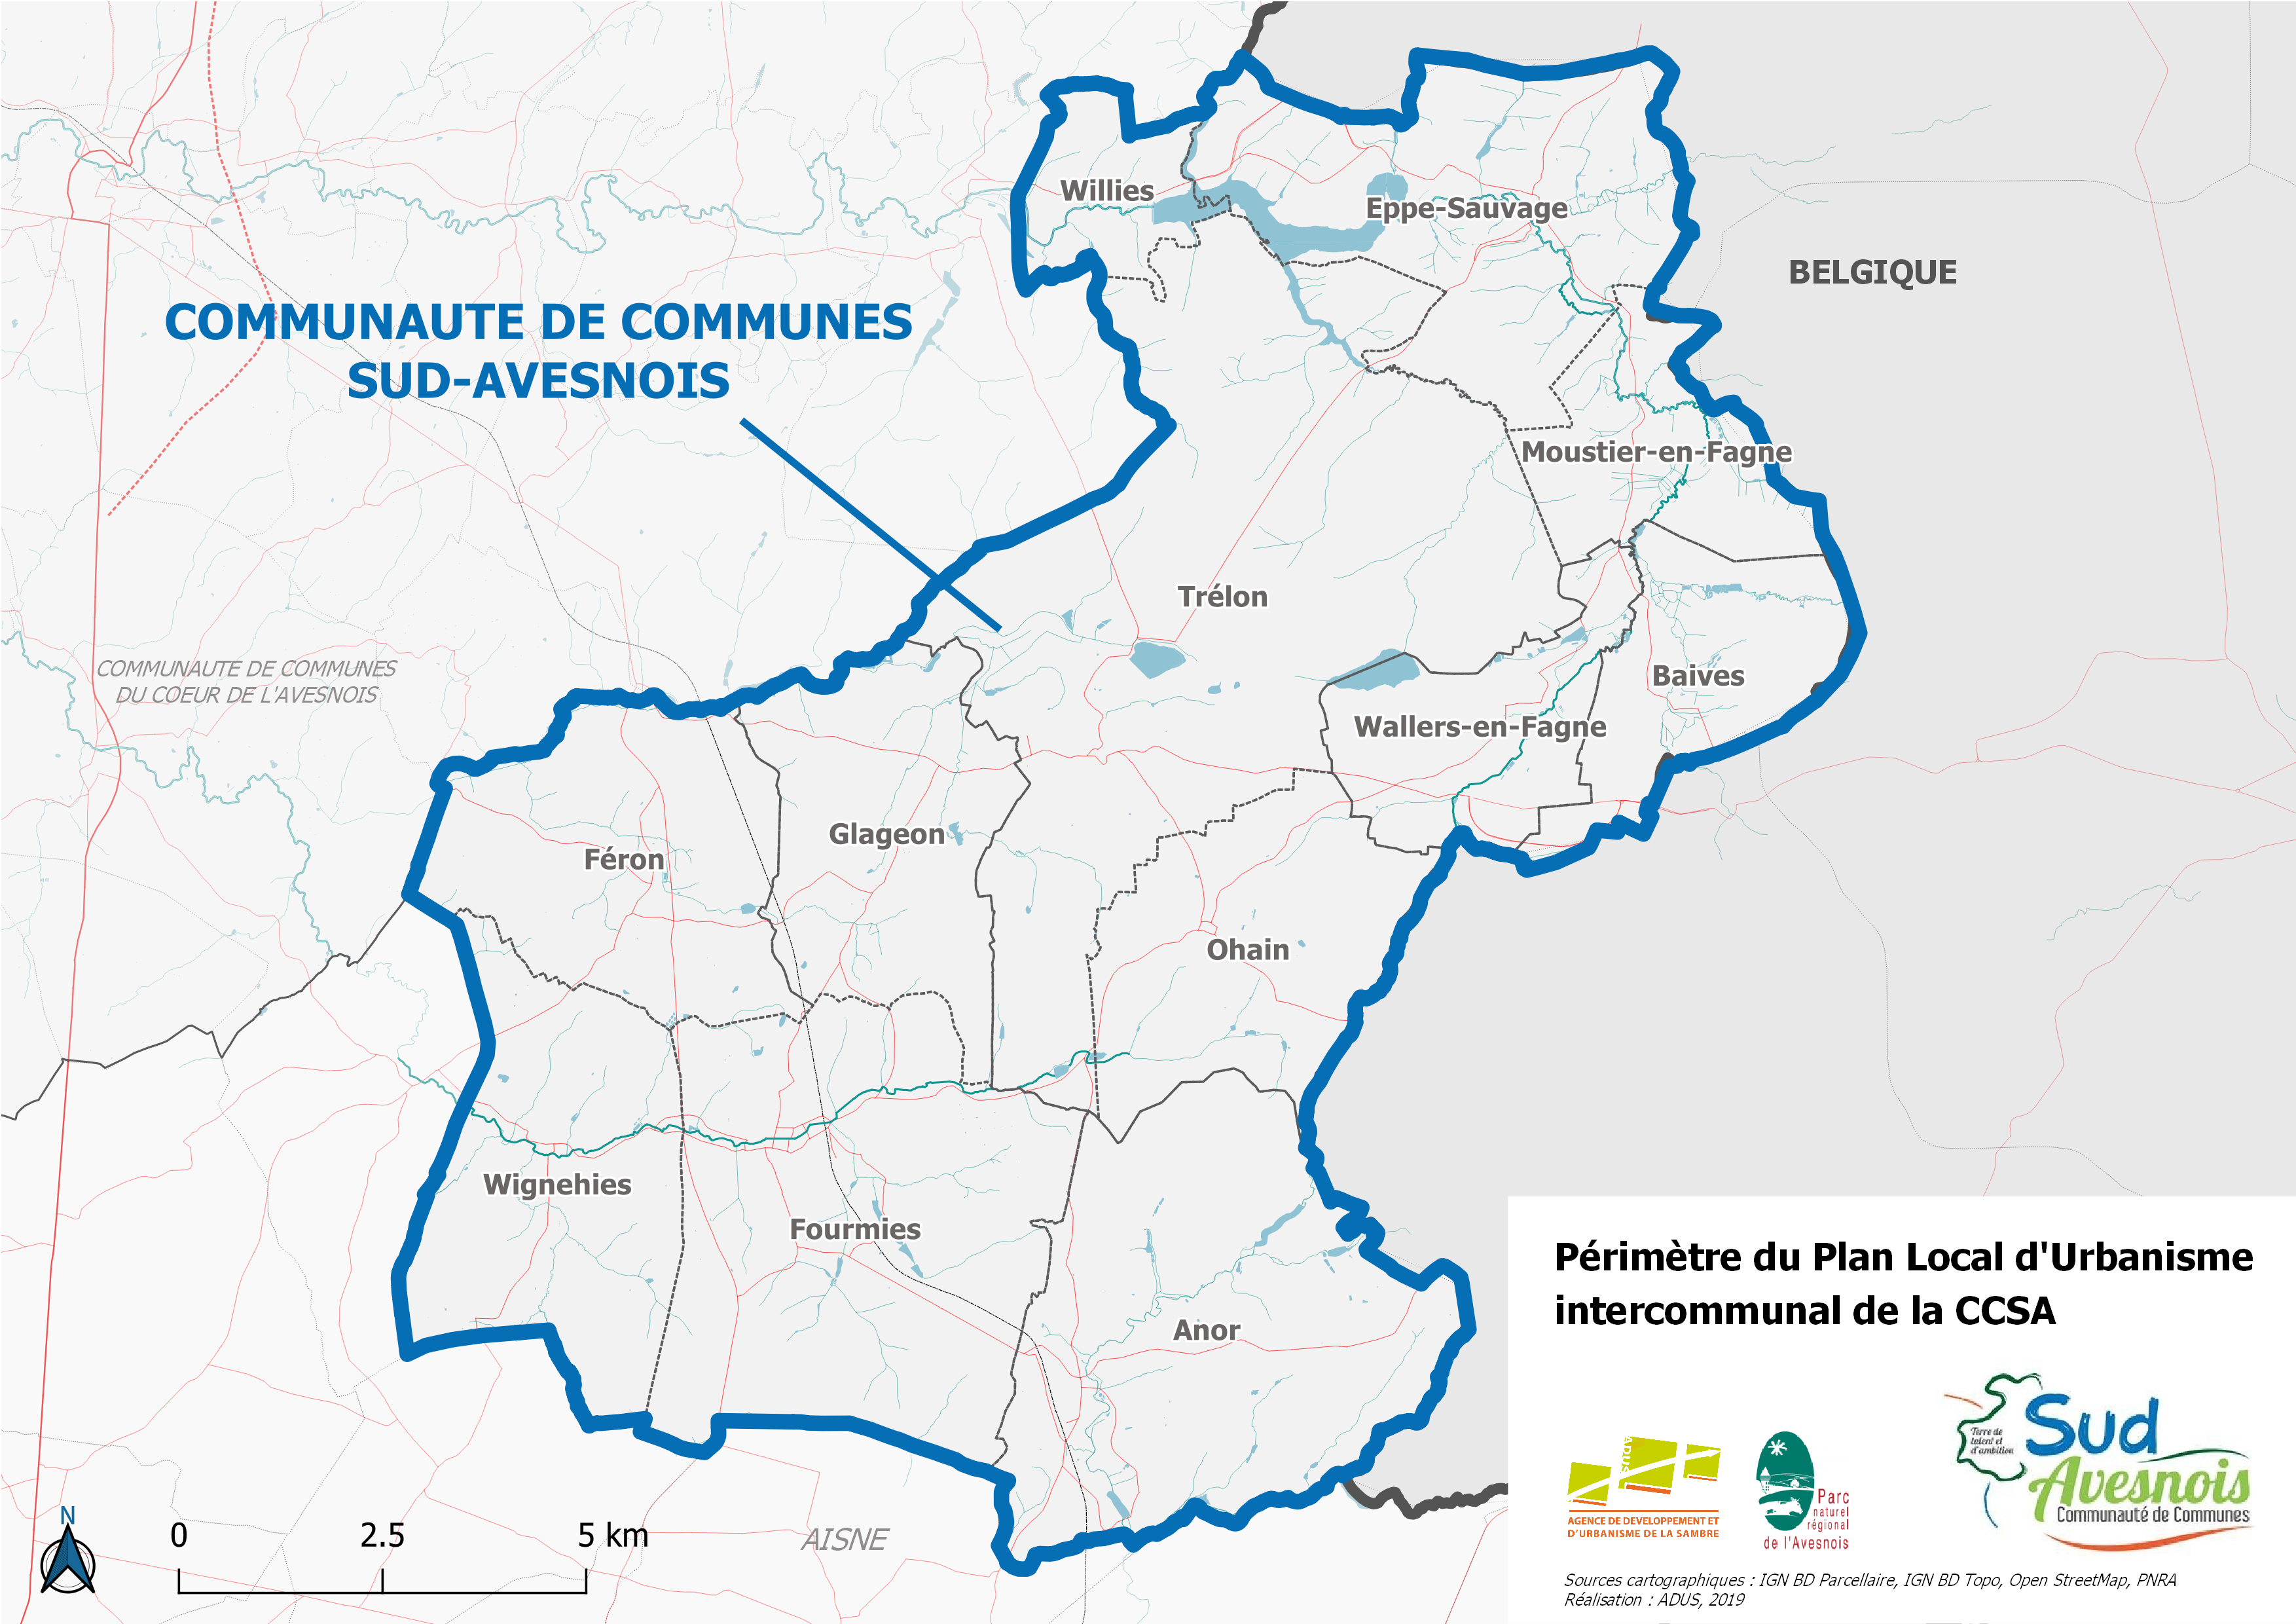 Willies
Eppe-Sauvage
BELGIQUE
COMMUNAUTE DE COMMUNES
SUD-AVESNOIS
Moustier-en-Fagne
Trélon
COMMUNAUTE DE COMMUNES
DU COEUR DE L'AVESNOIS
Baives
Wallers-en-Fagne
Glageon
Féron
Ohain
Wignehies
Fourmies
Anor
AISNE
N
0 2.5 5 km
Périmètre du Plan Local d'Urbanisme
intercommunal de la CCSA
ADUS
AGENCE DE DEVELOPPEMENT ET
D'URBANISME DE LA SAMBRE
Parc
naturel
régional
de l'Avesnois
Terre de
talent et
d'ambition
Sud
Avesnois
Communauté de Communes
Sources cartographiques : IGN BD Parcellaire, IGN BD Topo, Open StreetMap, PNRA
Réalisation : ADUS, 2019